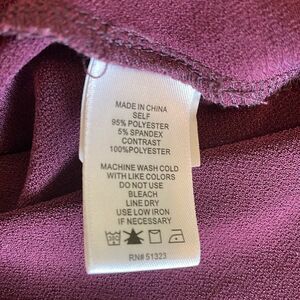 MADE IN CHINA
SELF
95% POLYESTER
5% SPANDEX
CONTRAST
100%POLYESTER
MACHINE WASH COLD
WITH LIKE COLORS
DO NOT USE
BLEACH
LINE DRY
USE LOW IRON
IF NECESSARY
RN# 51323